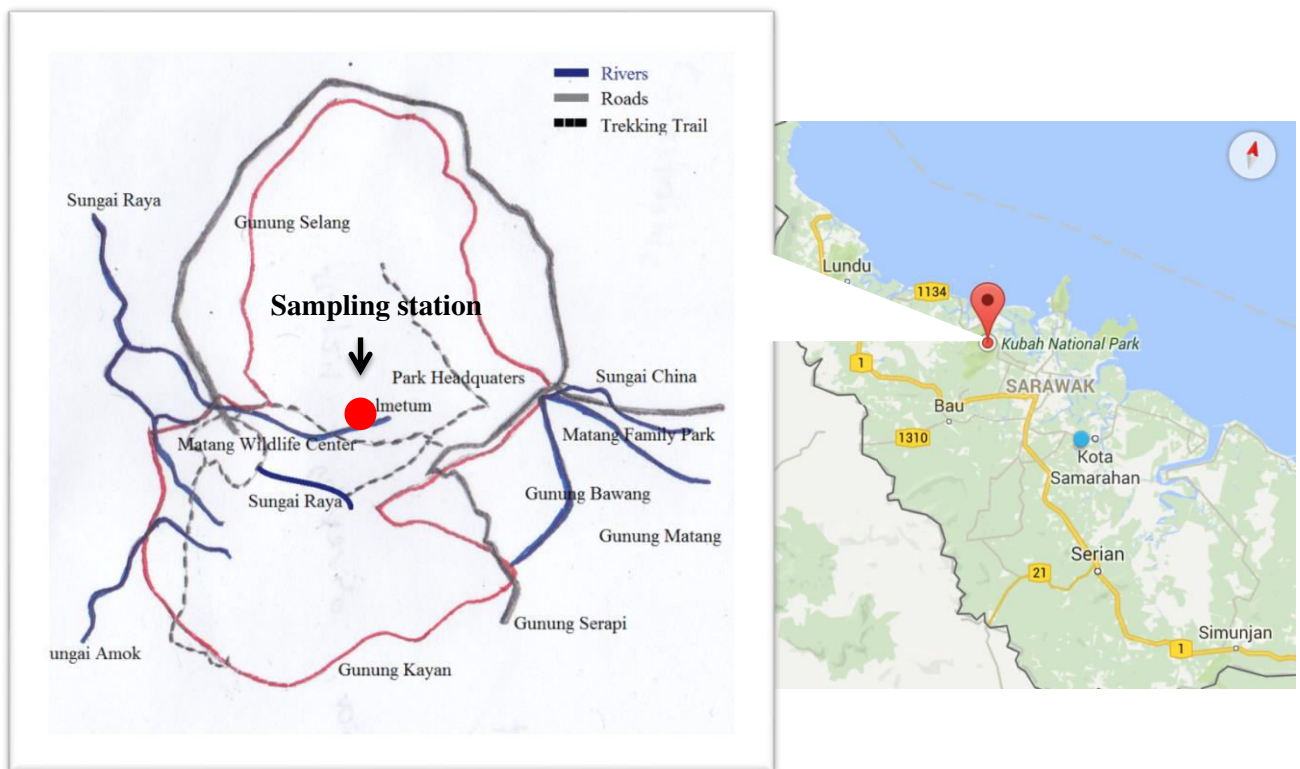 Rivers
Roads
Trekking Trail
Sungai Raya
Gunung Selang
Sampling station
Park Headquaters
lmetum
Sungai China
Matang Wildlife Center
Matang Family Park
Sungai Raya
Gunung Bawang
Gunung Matang
Gunung Serapi
ungai Amok
Gunung Kayan
Lundu
1134
Kubah National Park
1
SARAWAK
Bau
1310
Kota
Samarahan
Serian
21
Simunjan
1